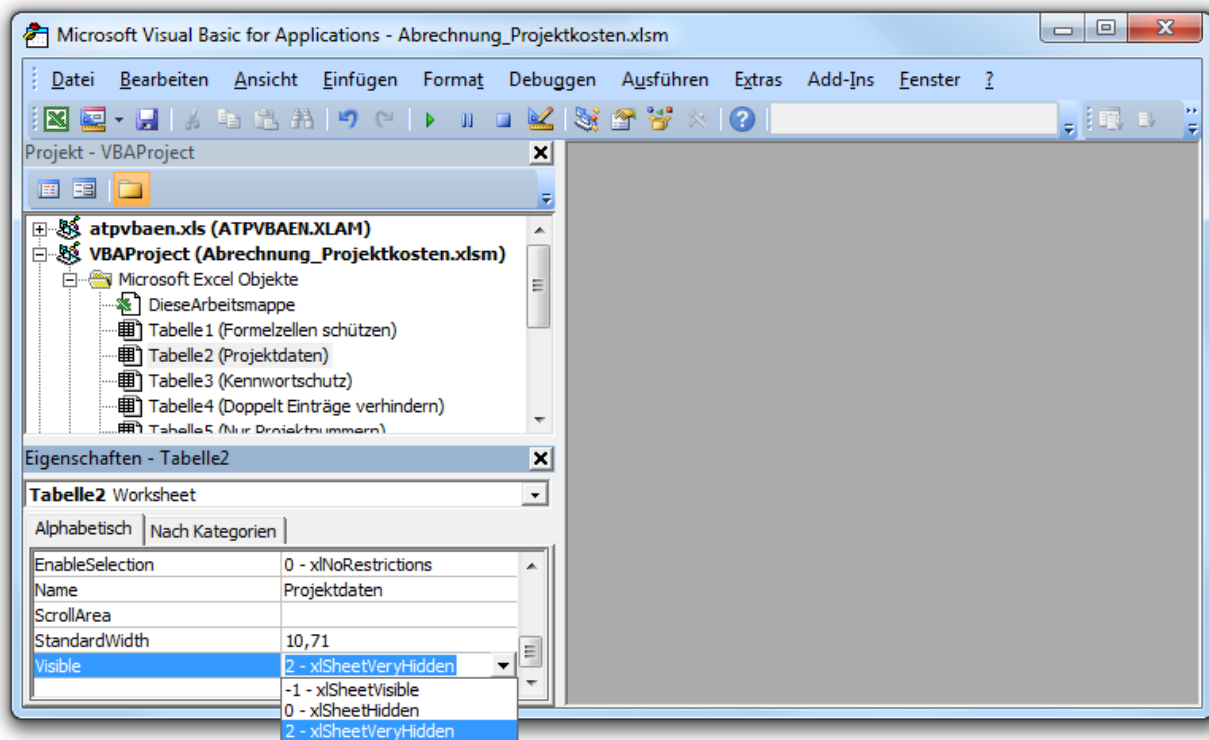 Microsoft Visual Basic for Applications - Abrechnung_Projektkosten.xlsm
Datei Bearbeiten Ansicht Einfügen Format Debuggen Ausführen Extras Add-Ins Fenster ?
Projekt - VBAProject
atpvbaen.xls (ATPVBAEN.XLAM)
VBAProject (Abrechnung_Projektkosten.xlsm)
Microsoft Excel Objekte
DieseArbeitsmappe
Tabelle1 (Formelzellen schützen)
Tabelle2 (Projektdaten)
Tabelle3 (Kennwortschutz)
Tabelle4 (Doppelt Einträge verhindern)
Tabelle5 (Nur Projektnummern)
Eigenschaften - Tabelle2
Tabelle2 Worksheet
Alphabetisch Nach Kategorien
EnableSelection 0 - xlNoRestrictions
Name Projektdaten
ScrollArea
StandardWidth 10,71
Visible 2 - xlSheetVeryHidden
-1 - xlSheetVisible
0 - xlSheetHidden
2 - xlSheetVeryHidden